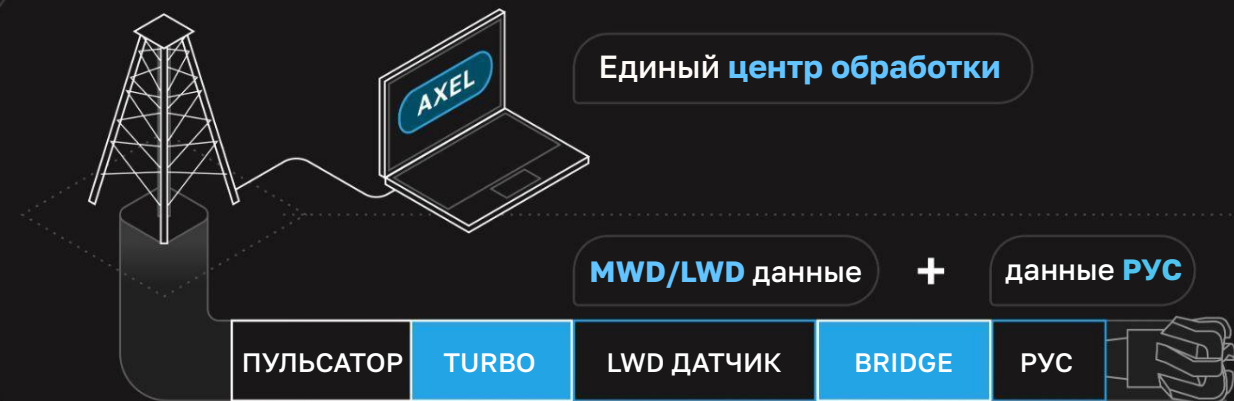 AXEL
Единый центр обработки
MWD/LWD данные + данные РУС
ПУЛЬСАТОР TURBO LWD ДАТЧИК BRIDGE РУС